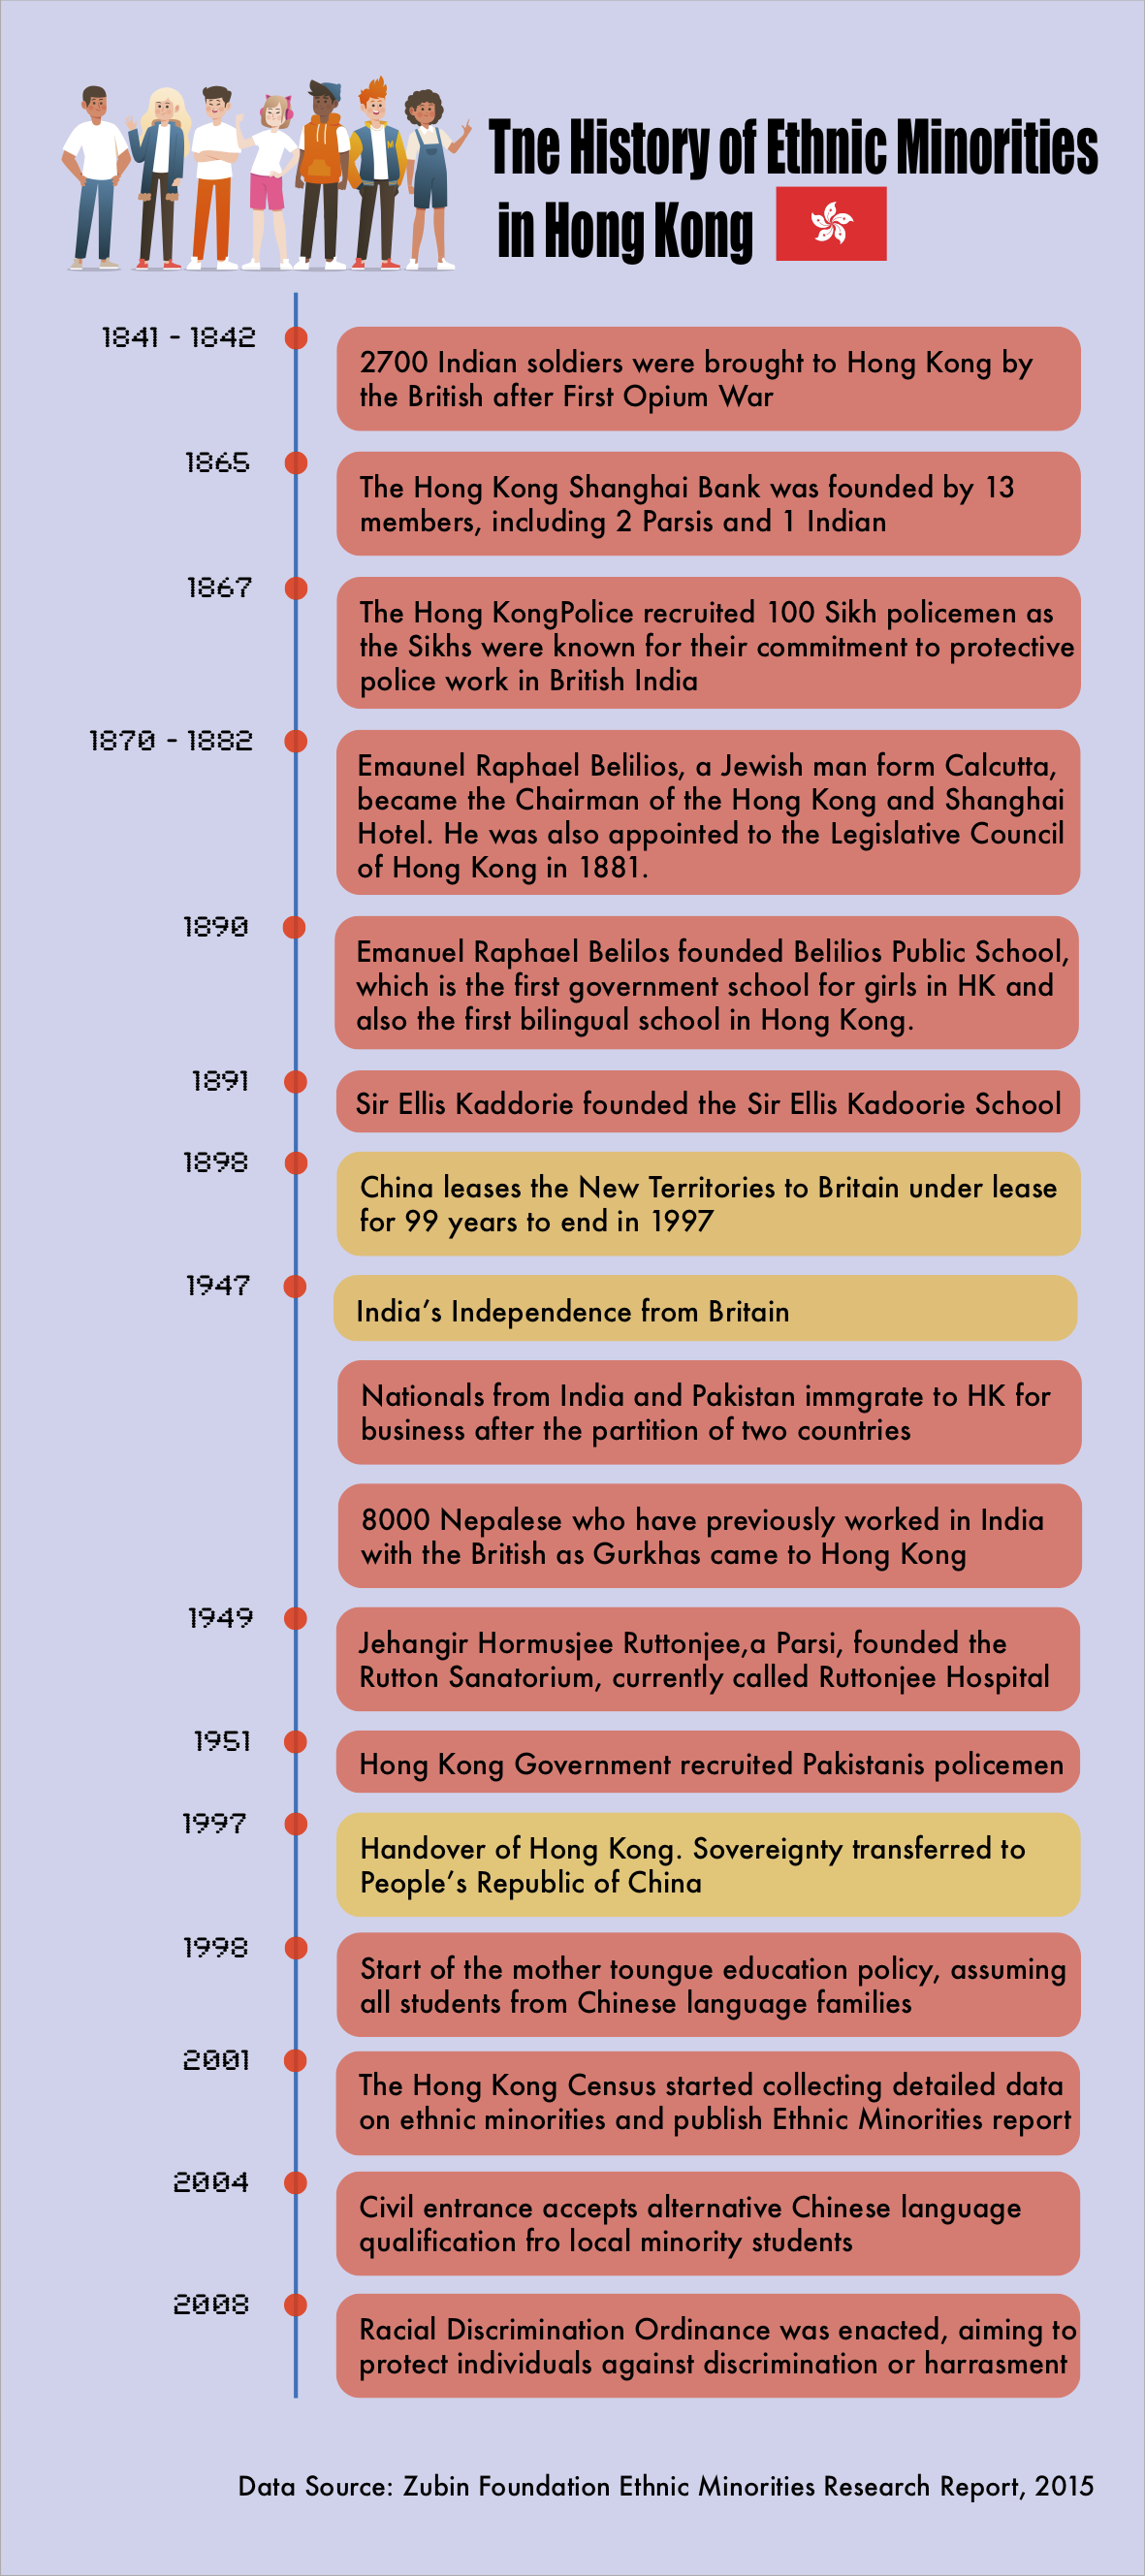 Tne History of Ethnic Minorities
in Hong Kong
1841 - 1842
2700 Indian soldiers were brought to Hong Kong by
the British after First Opium War
1865
The Hong Kong Shanghai Bank was founded by 13
members, including 2 Parsis and 1 Indian
1867
The Hong KongPolice recruited 100 Sikh policemen as
the Sikhs were known for their commitment to protective
police work in British India
1870 - 1882
Emaunel Raphael Belilios, a Jewish man form Calcutta,
became the Chairman of the Hong Kong and Shanghai
Hotel. He was also appointed to the Legislative Council
of Hong Kong in 1881.
1890
Emanuel Raphael Belilos founded Belilios Public School,
which is the first government school for girls in HK and
also the first bilingual school in Hong Kong.
1891
Sir Ellis Kaddorie founded the Sir Ellis Kadoorie School
1898
China leases the New Territories to Britain under lease
for 99 years to end in 1997
1947
India’s Independence from Britain
Nationals from India and Pakistan immgrate to HK for
business after the partition of two countries
8000 Nepalese who have previously worked in India
with the British as Gurkhas came to Hong Kong
1949
Jehangir Hormusjee Ruttonjee,a Parsi, founded the
Rutton Sanatorium, currently called Ruttonjee Hospital
1951
Hong Kong Government recruited Pakistanis policemen
1997
Handover of Hong Kong. Sovereignty transferred to
People’s Republic of China
1998
Start of the mother toungue education policy, assuming
all students from Chinese language families
2001
The Hong Kong Census started collecting detailed data
on ethnic minorities and publish Ethnic Minorities report
2004
Civil entrance accepts alternative Chinese language
qualification fro local minority students
2008
Racial Discrimination Ordinance was enacted, aiming to
protect individuals against discrimination or harrasment
Data Source: Zubin Foundation Ethnic Minorities Research Report, 2015